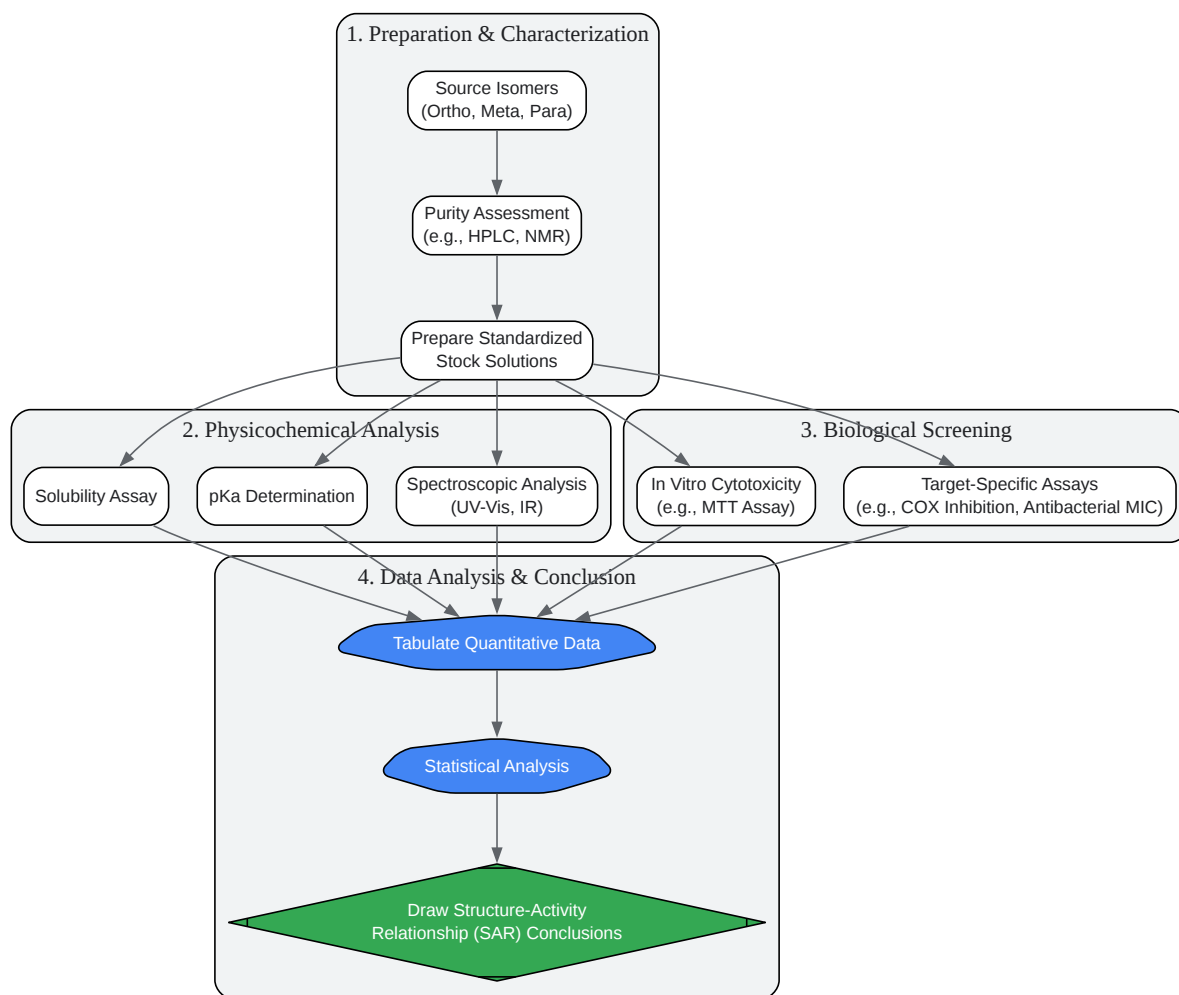 1. Preparation & Characterization
Source Isomers
(Ortho, Meta, Para)
Purity Assessment
(e.g., HPLC, NMR)
Prepare Standardized
Stock Solutions
2. Physicochemical Analysis
Solubility Assay
pKa Determination
Spectroscopic Analysis
(UV-Vis, IR)
3. Biological Screening
In Vitro Cytotoxicity
(e.g., MTT Assay)
Target-Specific Assays
(e.g., COX Inhibition, Antibacterial MIC)
4. Data Analysis & Conclusion
Tabulate Quantitative Data
Statistical Analysis
Draw Structure-Activity
Relationship (SAR) Conclusions